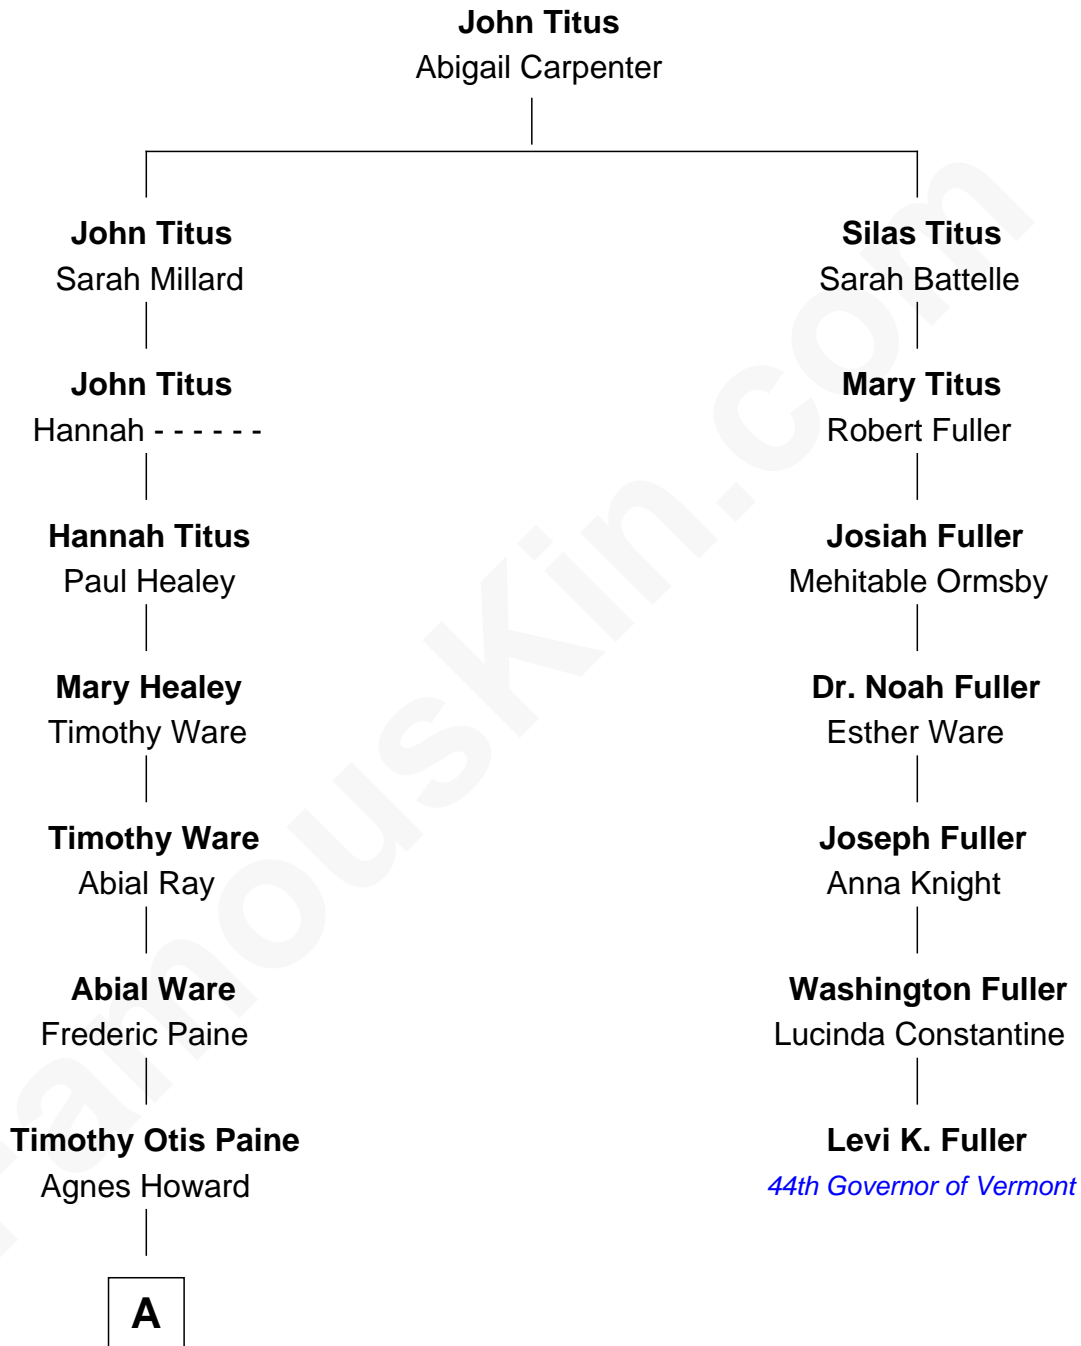 John Titus
Abigail Carpenter
John Titus
Sarah Millard
Silas Titus
Sarah Battelle
John Titus
Hannah - - - - - -
Mary Titus
Robert Fuller
Hannah Titus
Paul Healey
Josiah Fuller
Mehitable Ormsby
Mary Healey
Timothy Ware
Dr. Noah Fuller
Esther Ware
Timothy Ware
Abial Ray
Joseph Fuller
Anna Knight
Abial Ware
Frederic Paine
Washington Fuller
Lucinda Constantine
Timothy Otis Paine
Agnes Howard
Levi K. Fuller
44th Governor of Vermont
A
FamousKin.com